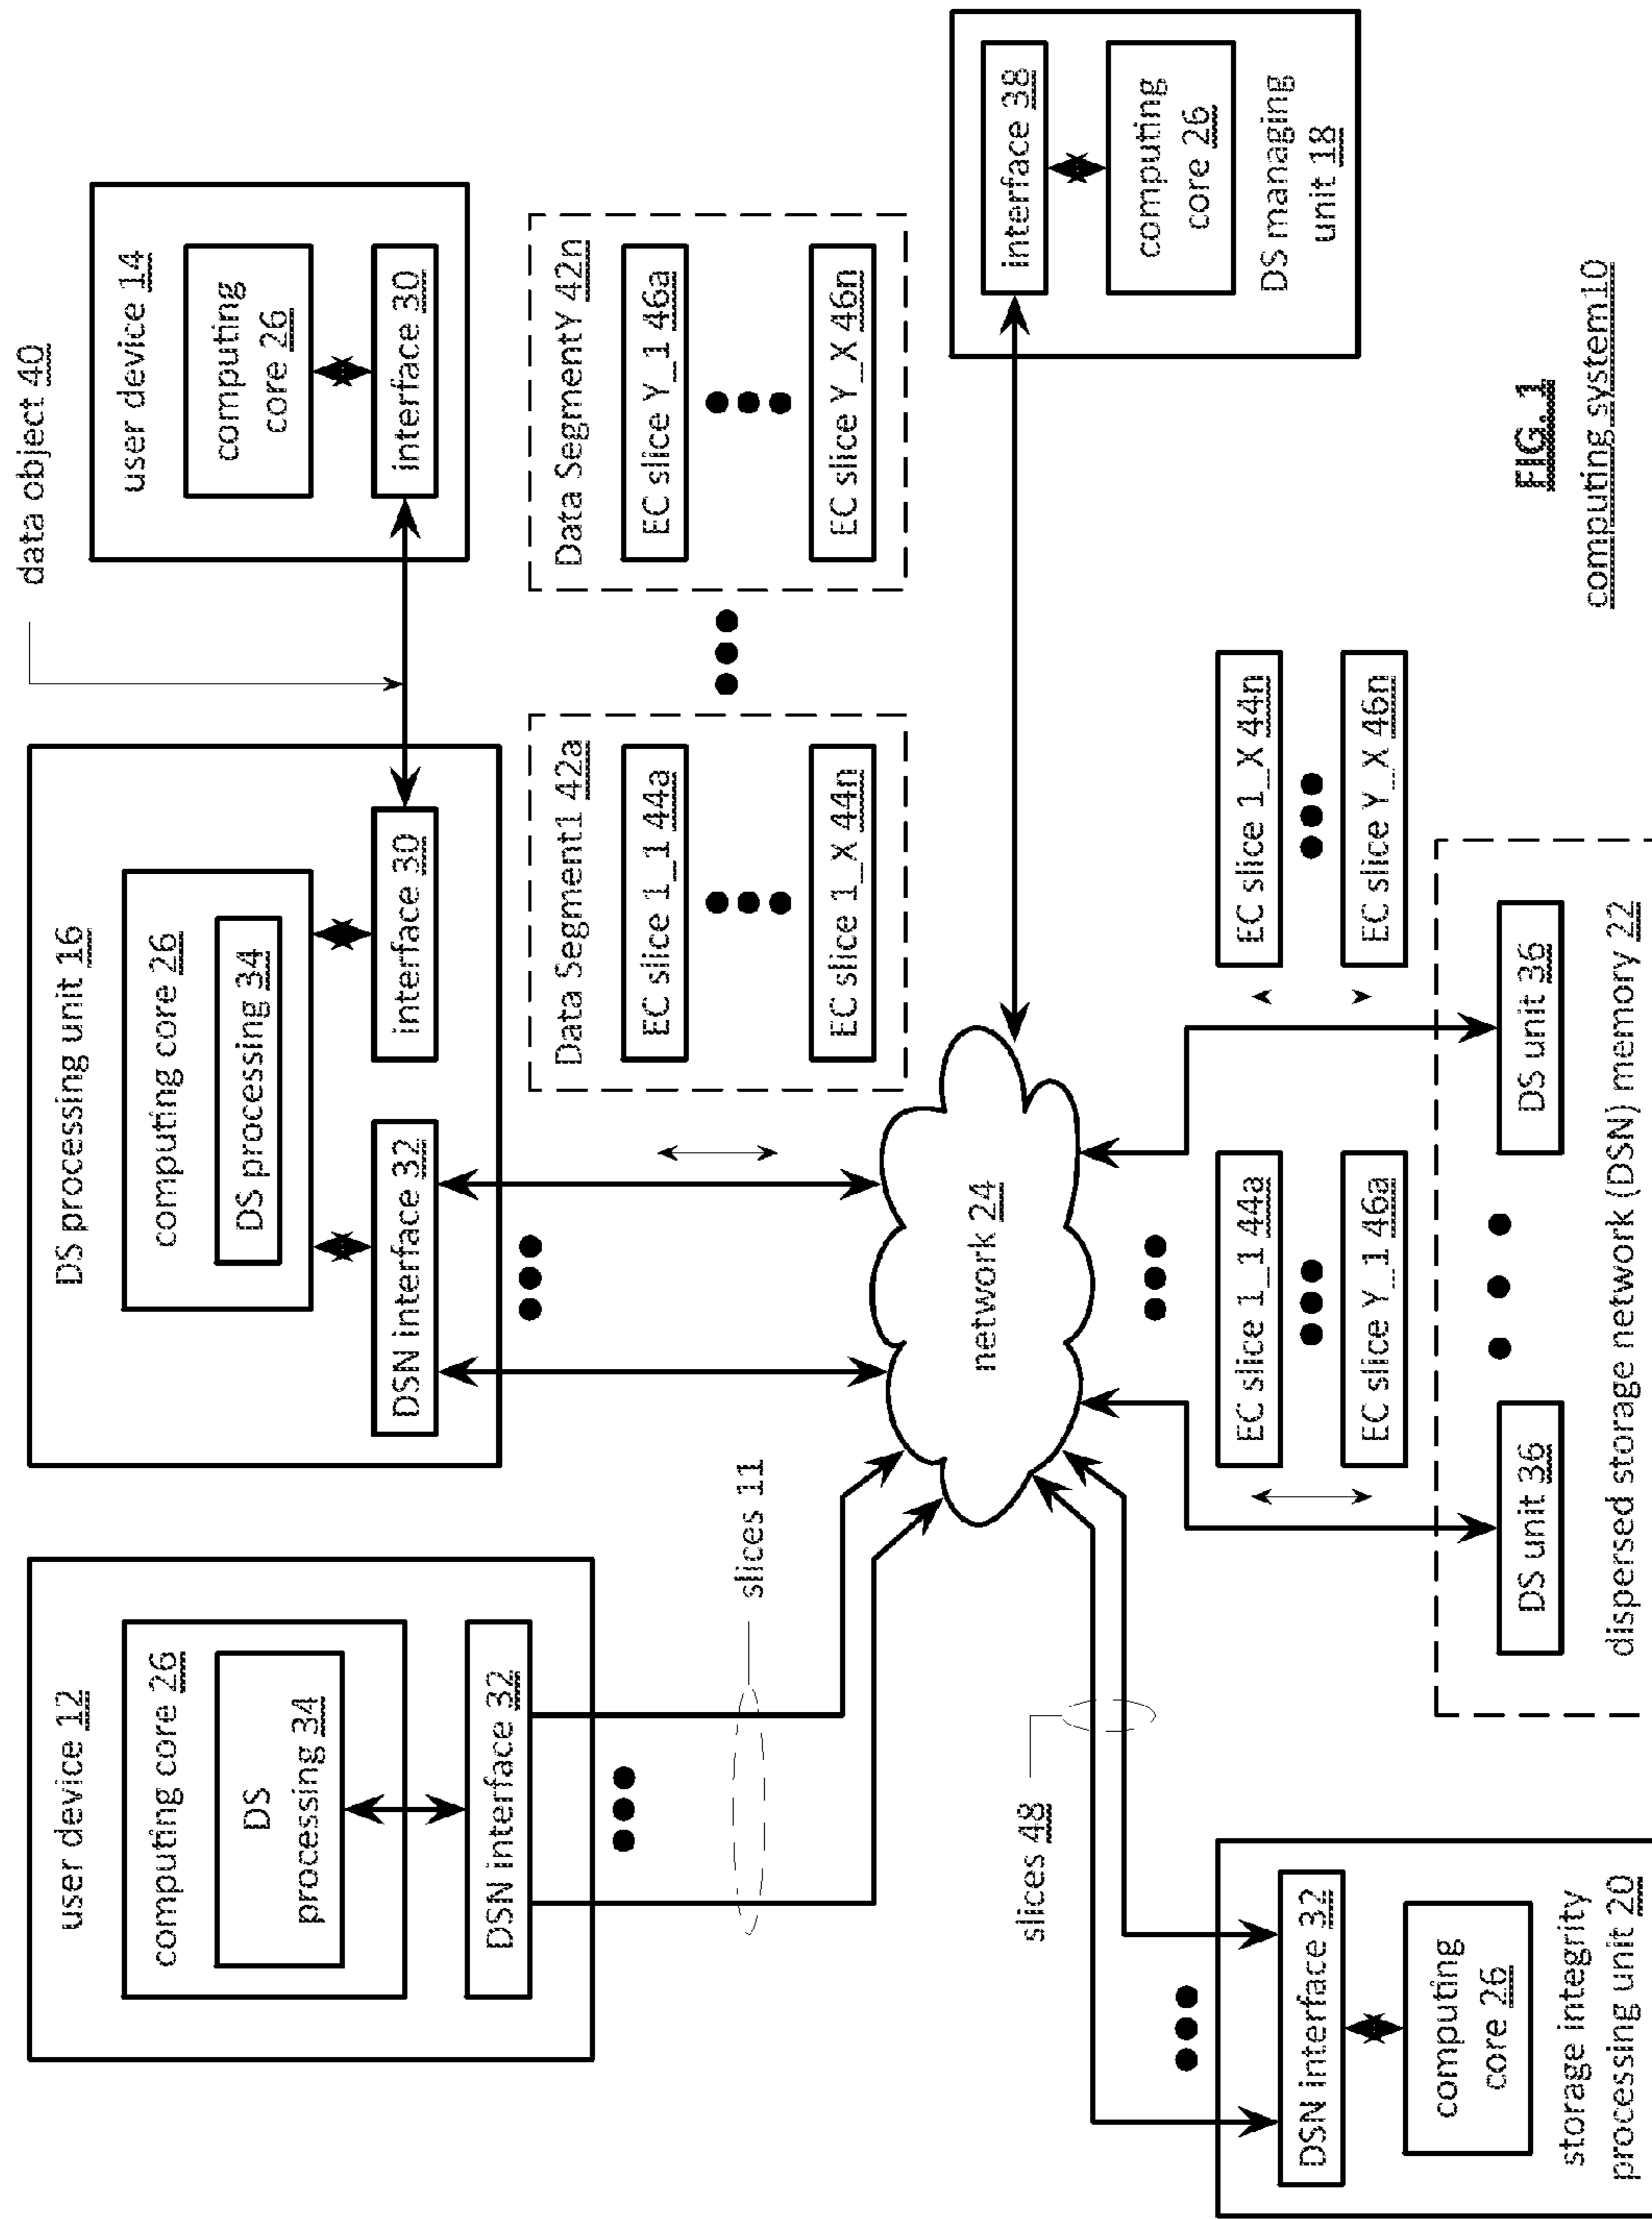 user device 12
computing core 26
DS
processing 34
DSN interface 32
slices 11
DS processing unit 16
computing core 26
DS processing 34
DSN interface 32
interface 30
data object 40
user device 14
computing
core 26
interface 30
Data Segment1 42a
EC slice 1_1 44a
EC slice 1_X 44n
Data SegmentY 42n
EC slice Y_1 46a
EC slice Y_X 46n
network 24
interface 38
computing
core 26
DS managing
unit 18
slices 48
DSN interface 32
computing
core 26
storage integrity
processing unit 20
EC slice 1_1 44a
EC slice Y_1 46a
EC slice 1_X 44n
EC slice Y_X 46n
DS unit 36
DS unit 36
dispersed storage network (DSN) memory 22
FIG. 1
computing system10